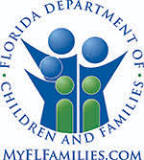 • FLORIDA DEPARTMENT OF •
CHILDREN AND FAMILIES
MYFLFAMILIES.COM